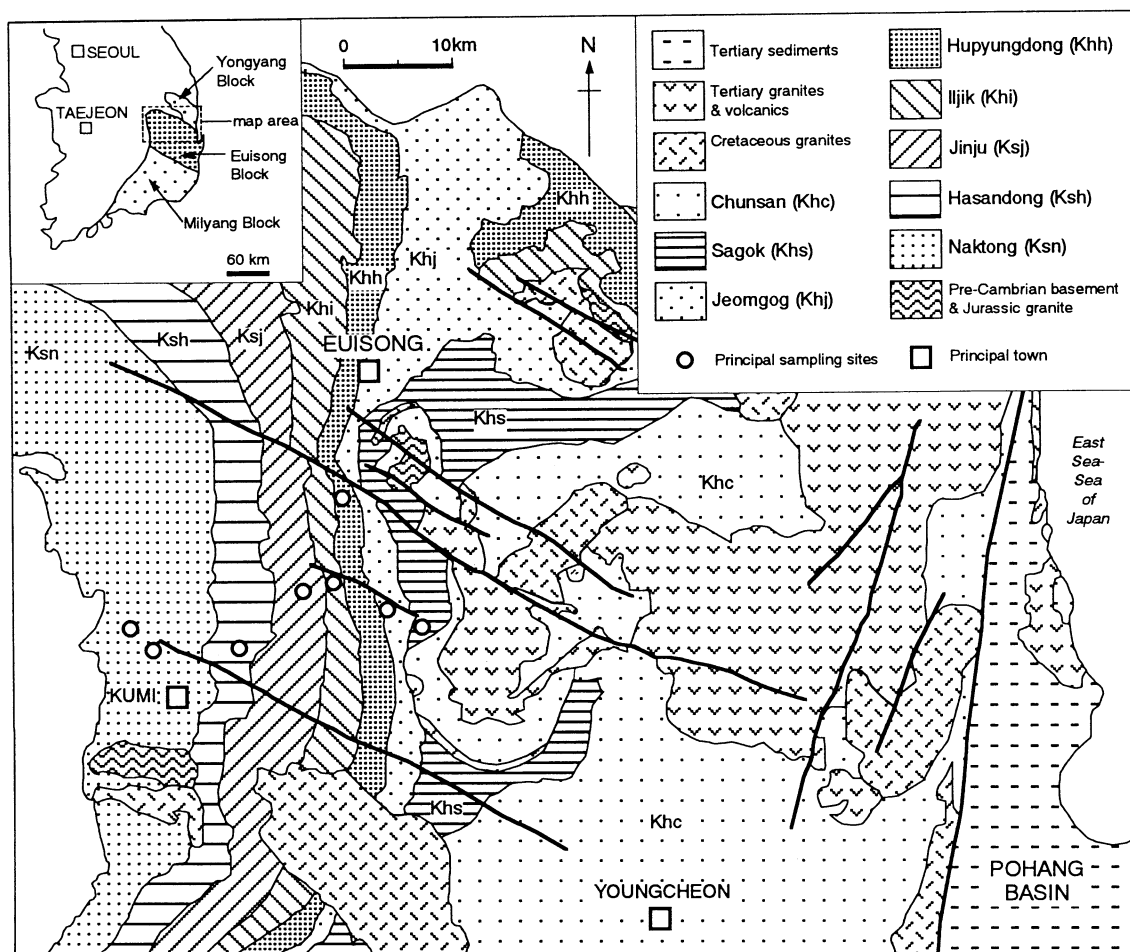 SEOUL
Yongyang
Block
TAEJEON
map area
Euisong
Block
Milyang Block
60 km
0 10km
N
Tertiary sediments
Tertiary granites
& volcanics
Cretaceous granites
Chunsan (Khc)
Sagok (Khs)
Jeomgog (Khj)
Hupyungdong (Khh)
Iljik (Khi)
Jinju (Ksj)
Hasandong (Ksh)
Naktong (Ksn)
Pre-Cambrian basement
& Jurassic granite
Principal sampling sites
Principal town
Khh
Khj
Khh
Khi
Ksn
Ksh
Ksj
EUISONG
Khs
Khc
East
Sea-
Sea
of
Japan
KUMI
Khs
Khc
YOUNGCHEON
POHANG
BASIN